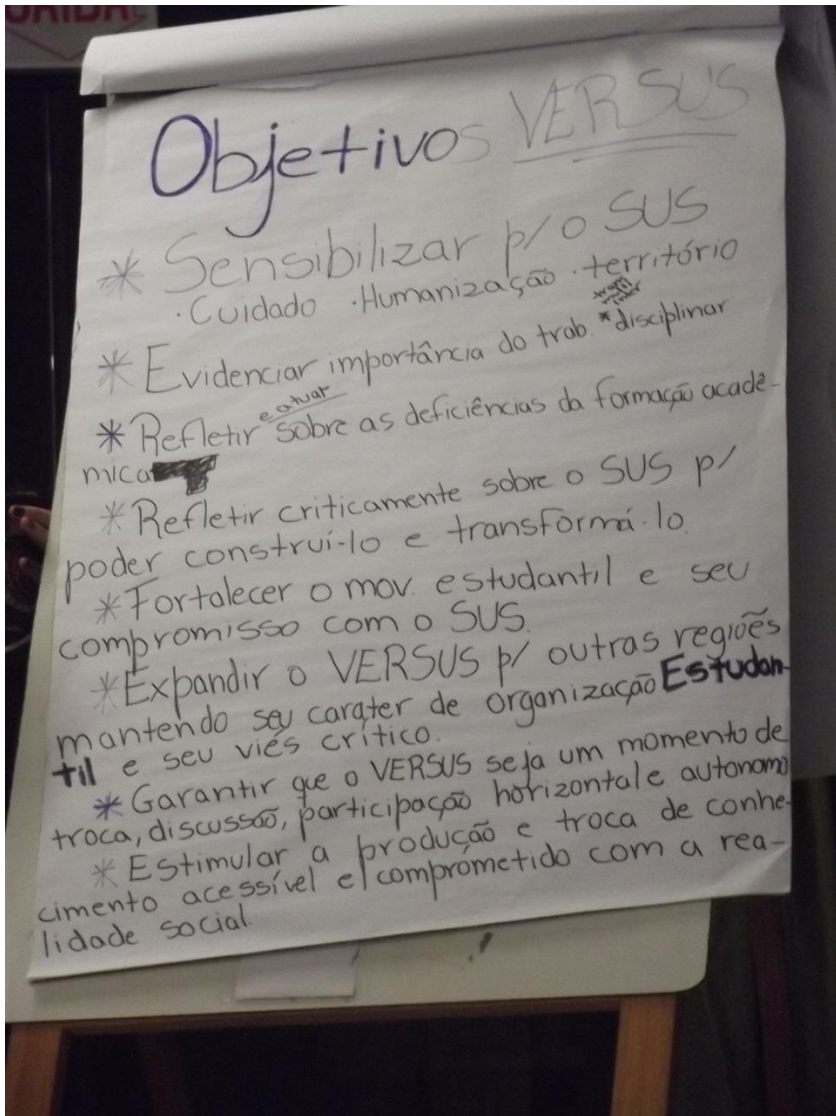 SAÍDA
Objetivos VERSUS
* Sensibilizar p/ o SUS
· Cuidado · Humanização · território
* Evidenciar importância do trab. *disciplinar
* Refletir e atuar sobre as deficiências da formação acadê-
mica
* Refletir criticamente sobre o SUS p/
poder construí-lo e transformá-lo.
* Fortalecer o mov. estudantil e seu
compromisso com o SUS.
* Expandir o VERSUS p/ outras regiões
mantendo seu carater de organização Estudan-
til e seu viés crítico.
* Garantir que o VERSUS seja um momento de
troca, discussão, participação horizontal e autonomo
* Estimular a produção e troca de conhe-
cimento acessível e comprometido com a rea-
lidade social.